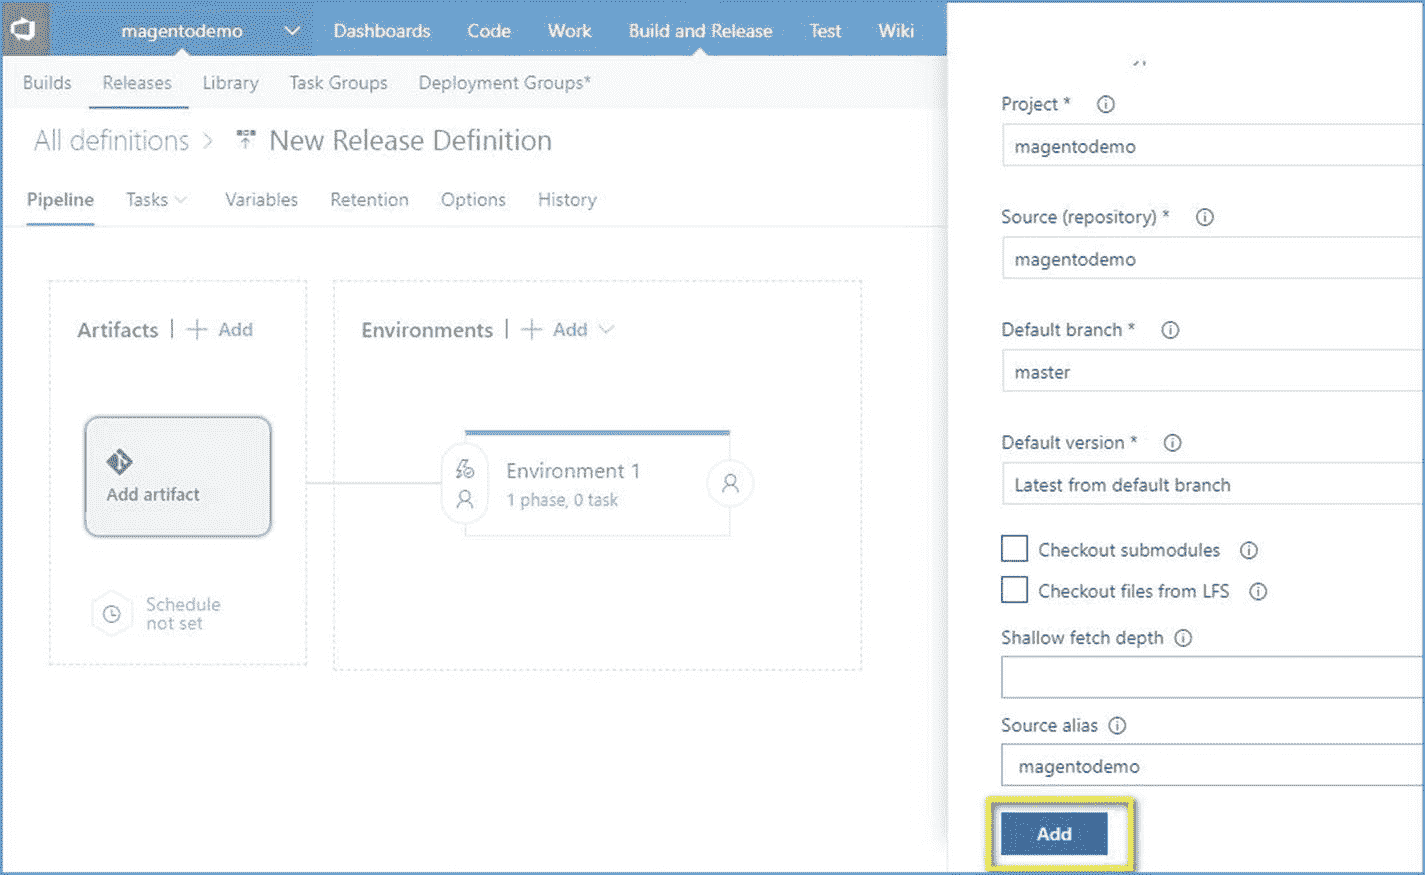 magentodemo Dashboards Code Work Build and Release Test Wiki
Builds Releases Library Task Groups Deployment Groups*
All definitions > New Release Definition
Pipeline Tasks Variables Retention Options History
Artifacts | + Add
Add artifact
Schedule
not set
Environments | + Add
Environment 1
1 phase, 0 task
Project *
magentodemo
Source (repository) *
magentodemo
Default branch *
master
Default version *
Latest from default branch
Checkout submodules
Checkout files from LFS
Shallow fetch depth
Source alias
magentodemo
Add